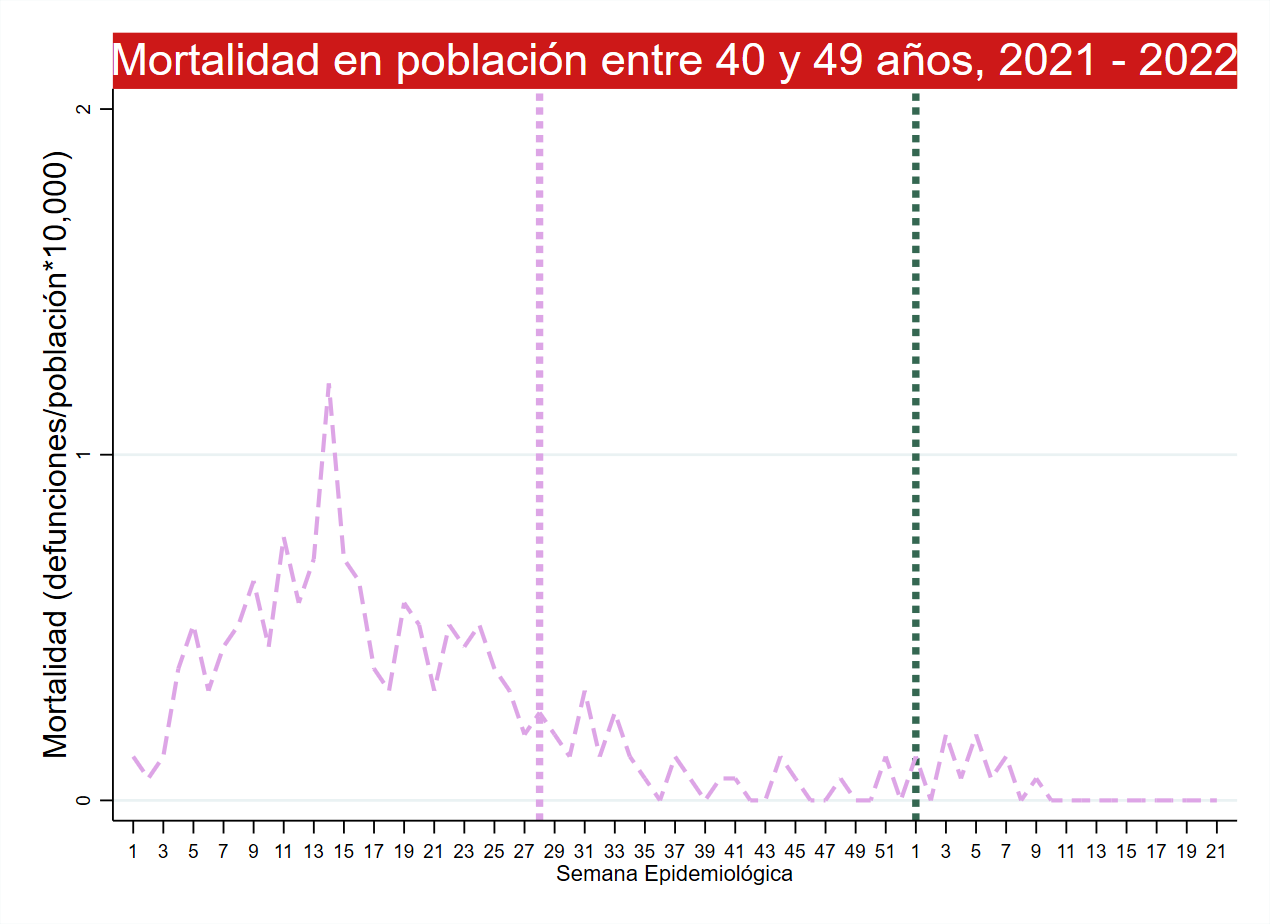 Mortalidad en población entre 40 y 49 años, 2021 - 2022
Mortalidad (defunciones/población*10,000)
2
1
0
1 3 5 7 9 11 13 15 17 19 21 23 25 27 29 31 33 35 37 39 41 43 45 47 49 51 1 3 5 7 9 11 13 15 17 19 21
Semana Epidemiológica